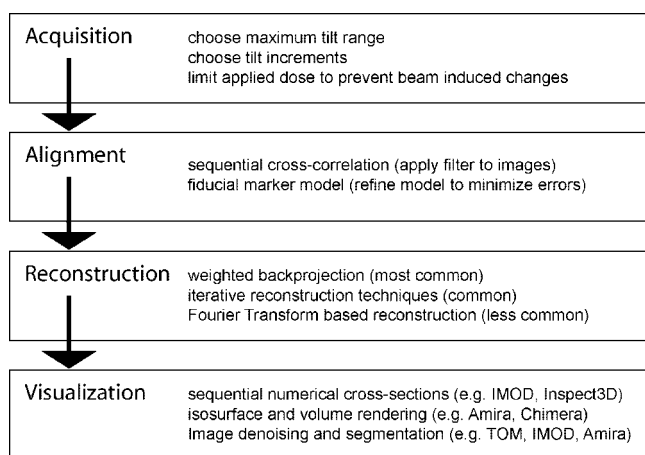 Acquisition
choose maximum tilt range
choose tilt increments
limit applied dose to prevent beam induced changes
Alignment
sequential cross-correlation (apply filter to images)
fiducial marker model (refine model to minimize errors)
Reconstruction
weighted backprojection (most common)
iterative reconstruction techniques (common)
Fourier Transform based reconstruction (less common)
Visualization
sequential numerical cross-sections (e.g. IMOD, Inspect3D)
isosurface and volume rendering (e.g. Amira, Chimera)
Image denoising and segmentation (e.g. TOM, IMOD, Amira)